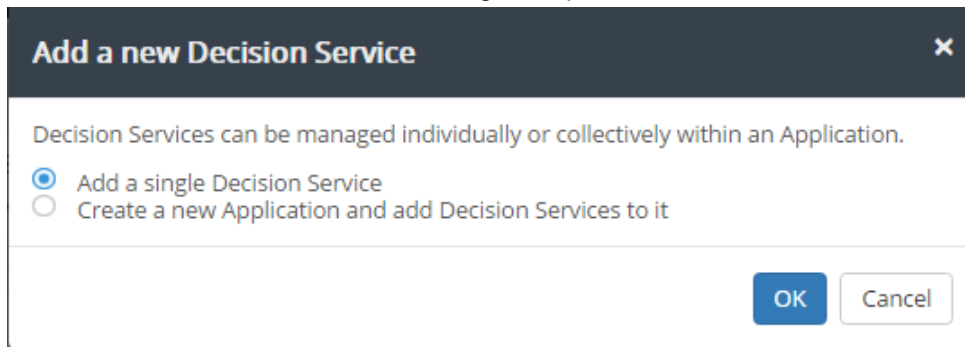 Add a new Decision Service
Decision Services can be managed individually or collectively within an Application.
Add a single Decision Service
Create a new Application and add Decision Services to it
OK Cancel